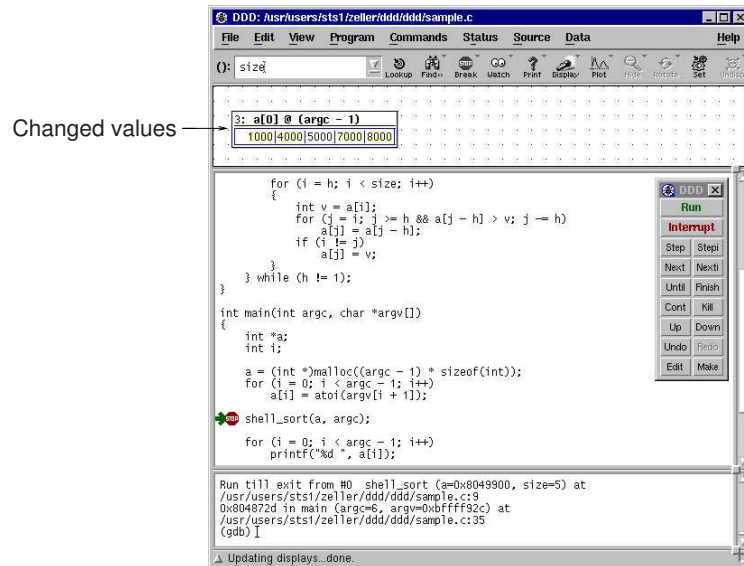 DDD: /usr/users/sts1/zeller/ddd/ddd/sample.c
File Edit View Program Commands Status Source Data Help
(): size
Lookup Find» Break Watch Print Display Plot Hide Rotate Set Undisp
Changed values
3: a[0] @ (argc - 1)
1000 4000 5000 7000 8000
for (i = h; i < size; i++)
{
int v = a[i];
for (j = i; j >= h && a[j - h] > v; j -= h)
a[j] = a[j - h];
if (i != j)
a[j] = v;
}
} while (h != 1);
}
int main(int argc, char *argv[])
{
int *a;
int i;
a = (int *)malloc((argc - 1) * sizeof(int));
for (i = 0; i < argc - 1; i++)
a[i] = atoi(argv[i + 1]);
STOP shell_sort(a, argc);
for (i = 0; i < argc - 1; i++)
printf("%d ", a[i]);
DDD
Run
Interrupt
Step Stepi
Next Nexti
Until Finish
Cont Kill
Up Down
Undo Redo
Edit Make
Run till exit from #0 shell_sort (a=0x8049900, size=5) at
/usr/users/sts1/zeller/ddd/ddd/sample.c:9
0x804872d in main (argc=6, argv=0xbffff92c) at
/usr/users/sts1/zeller/ddd/ddd/sample.c:35
(gdb)
Updating displays...done.